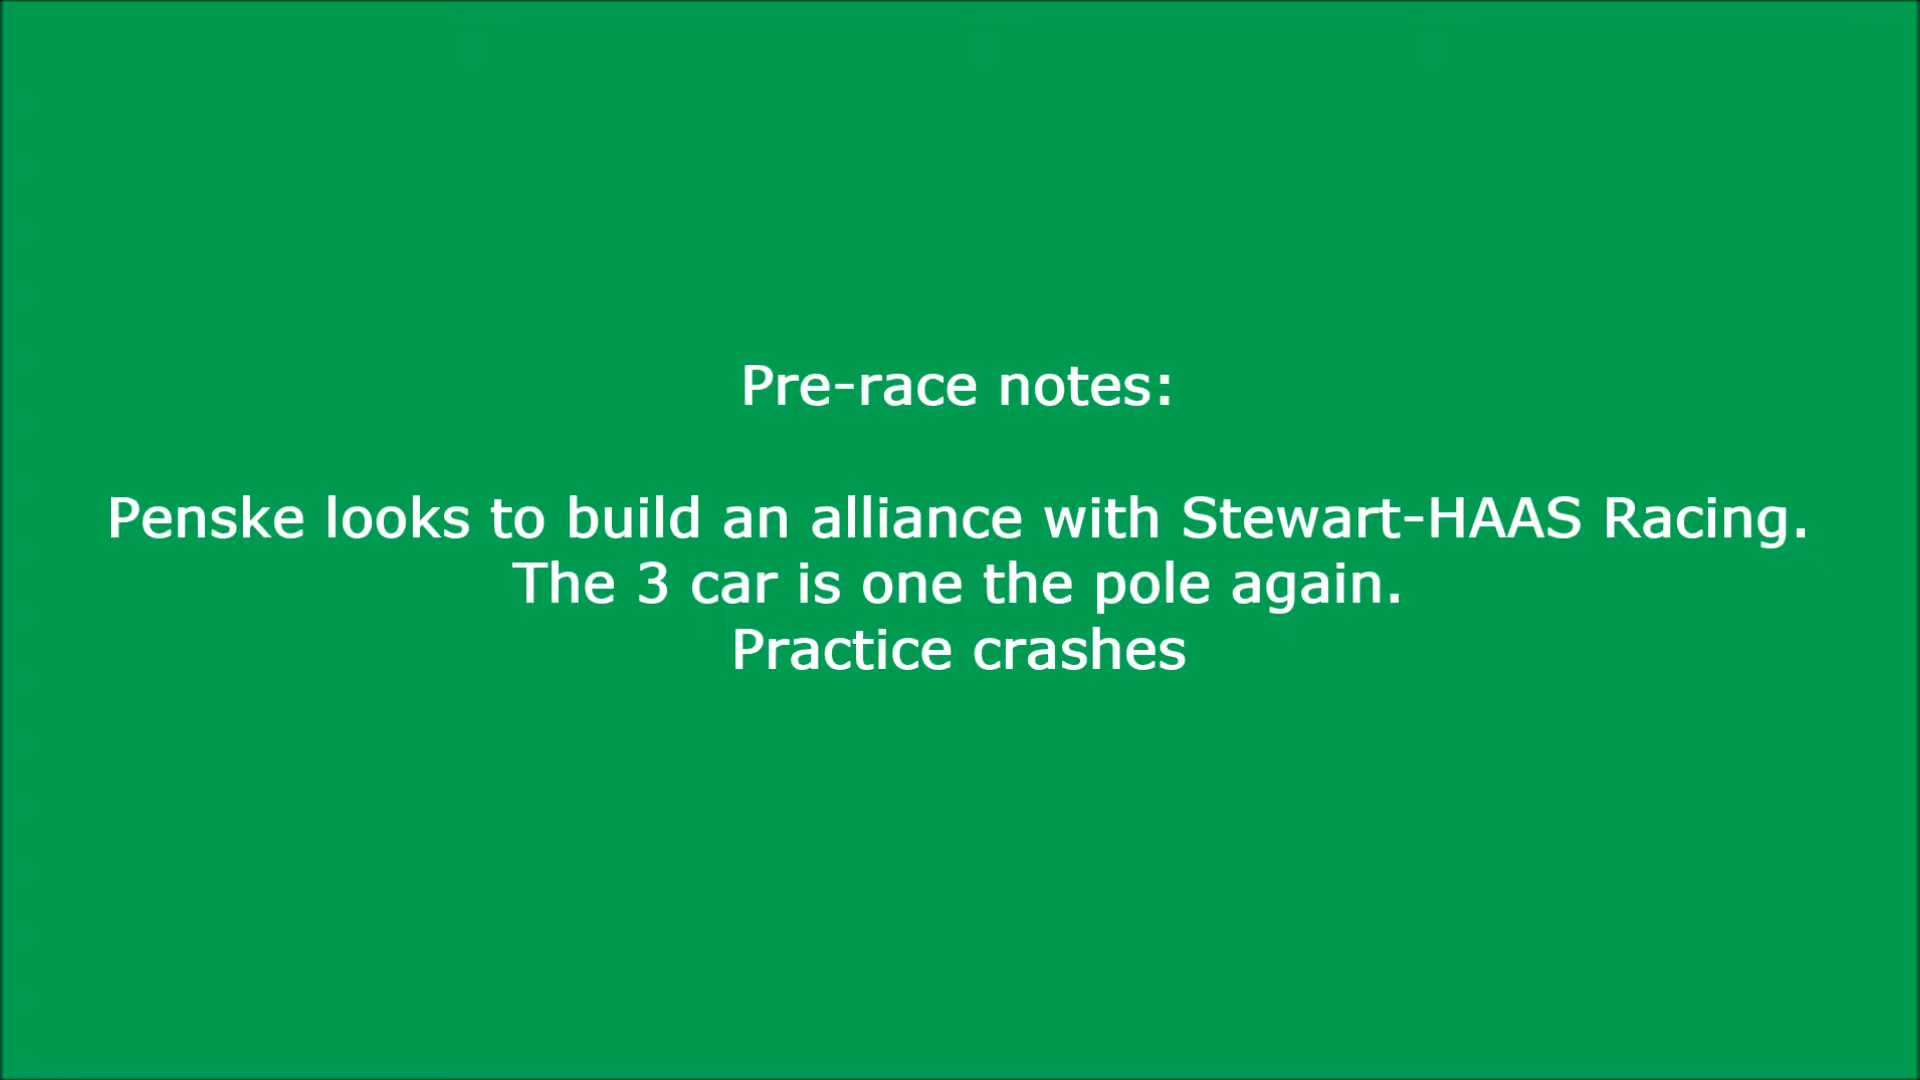 Pre-race notes:
Penske looks to build an alliance with Stewart-HAAS Racing.
The 3 car is one the pole again.
Practice crashes